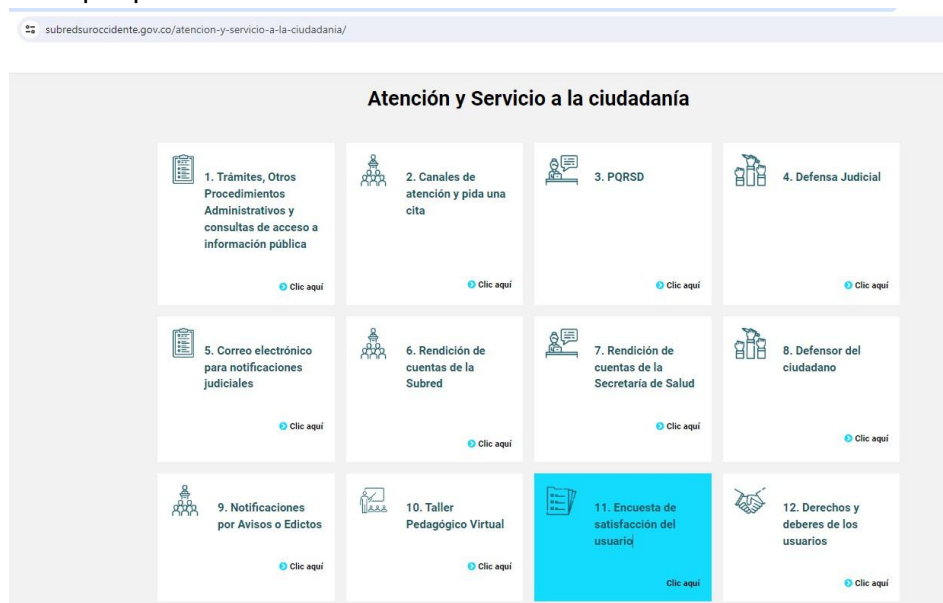 subredsuroccidente.gov.co/atencion-y-servicio-a-la-ciudadania/
Atención y Servicio a la ciudadanía
1. Trámites, Otros
Procedimientos
Administrativos y
consultas de acceso a
información pública
Clic aquí
2. Canales de
atención y pida una
cita
Clic aquí
3. PQRSD
Clic aquí
4. Defensa Judicial
Clic aquí
5. Correo electrónico
para notificaciones
judiciales
Clic aquí
6. Rendición de
cuentas de la
Subred
Clic aquí
7. Rendición de
cuentas de la
Secretaría de Salud
Clic aquí
8. Defensor del
ciudadano
Clic aquí
9. Notificaciones
por Avisos o Edictos
Clic aquí
10. Taller
Pedagógico Virtual
Clic aquí
11. Encuesta de
satisfacción del
usuario
Clic aquí
12. Derechos y
deberes de los
usuarios
Clic aquí